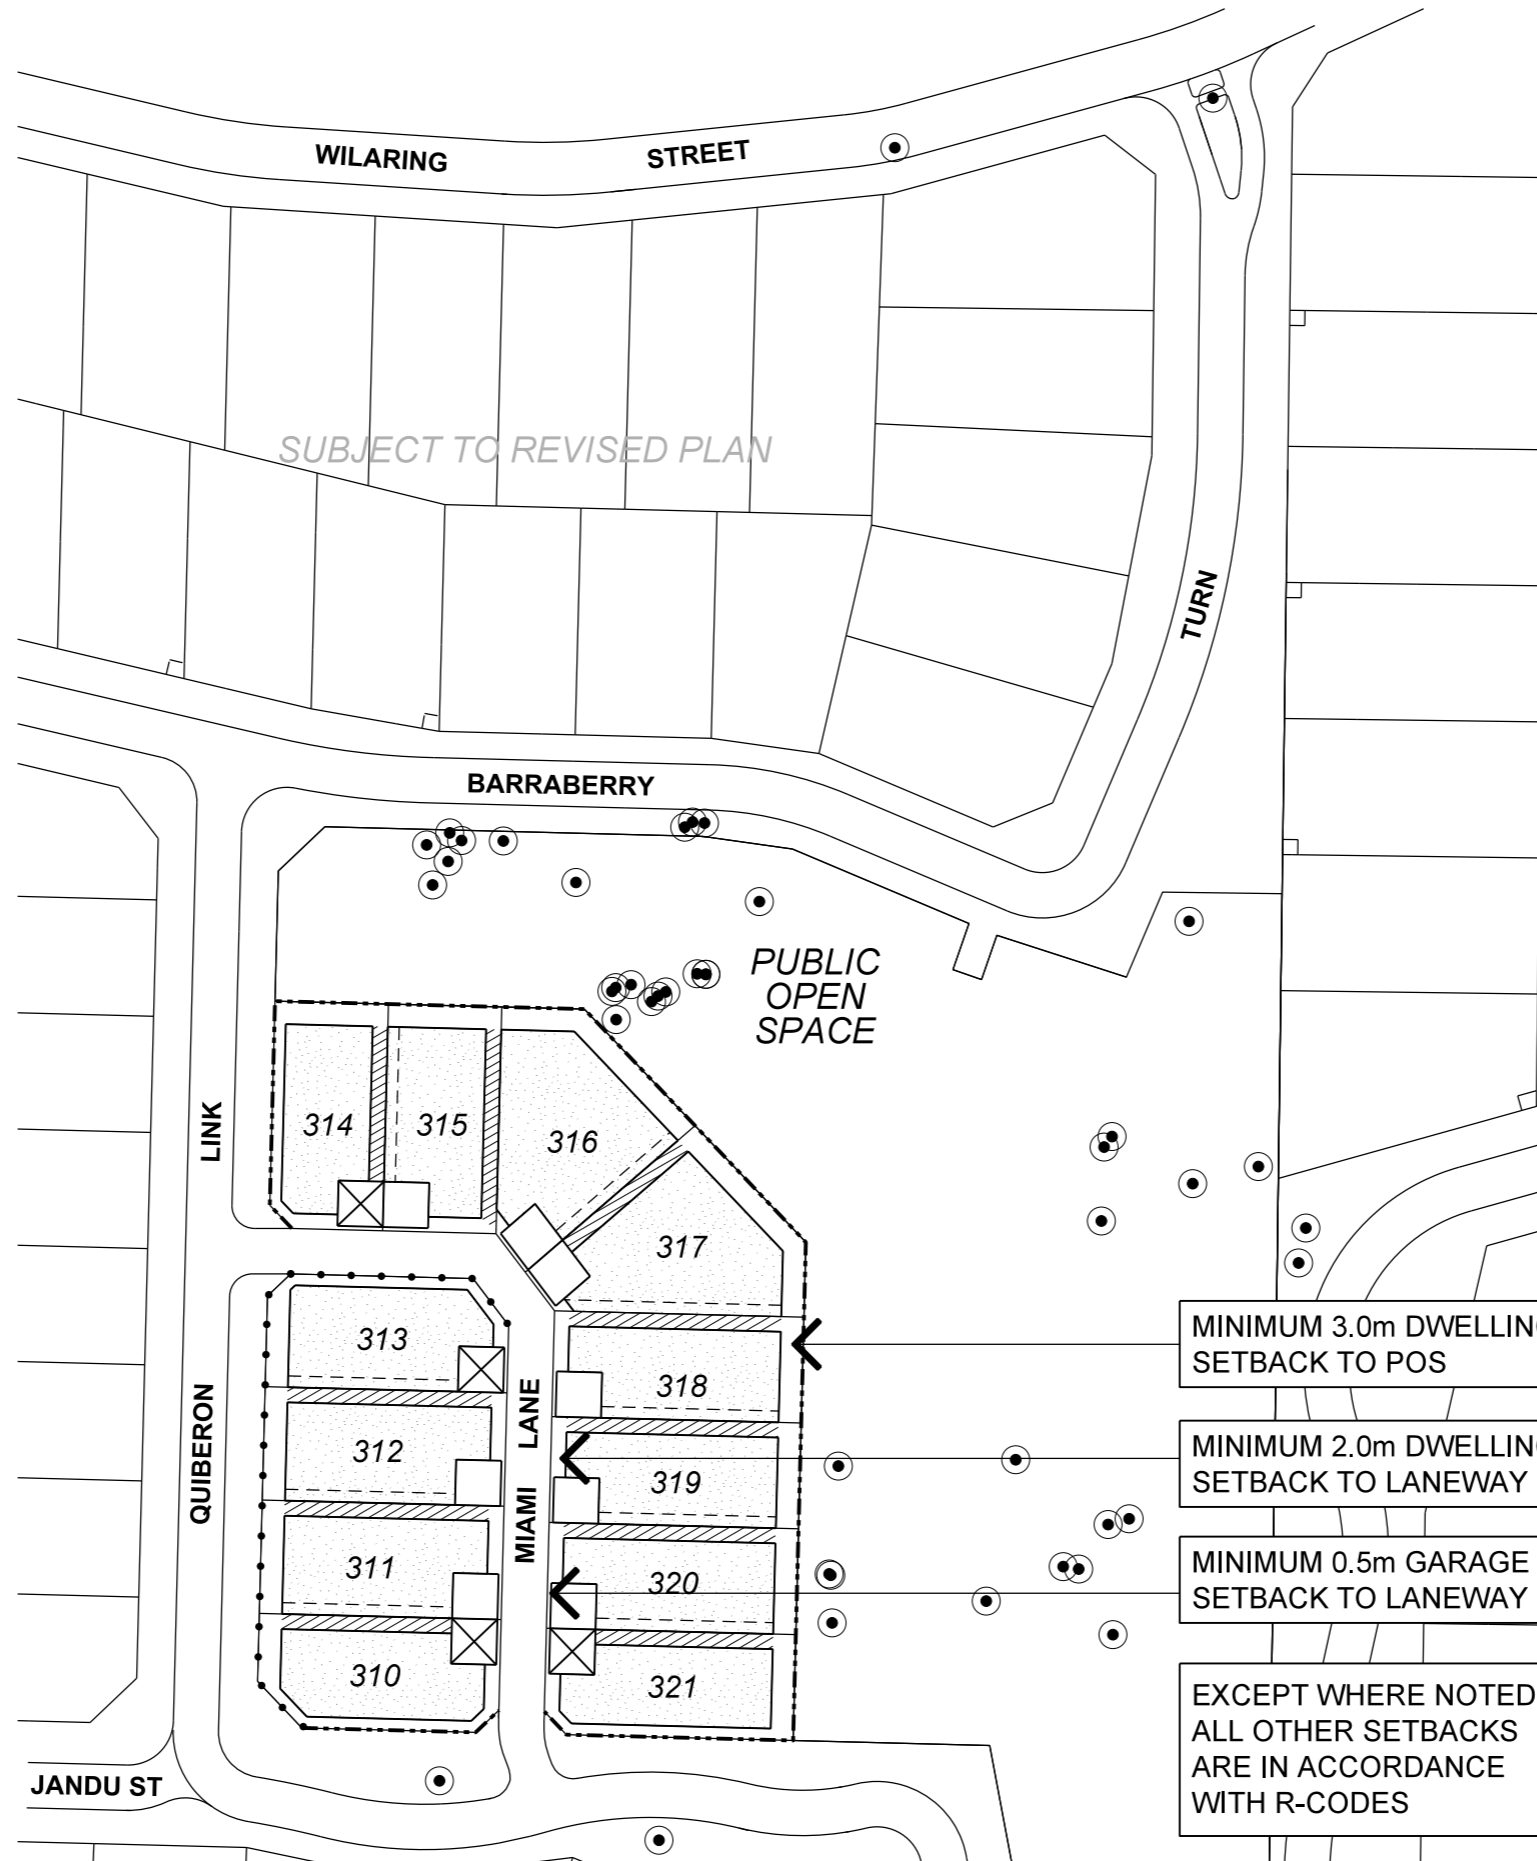 WILARING STREET
SUBJECT TO REVISED PLAN
TURN
BARRABERRY
PUBLIC
OPEN
SPACE
LINK
314
315
316
317
313
318
312
319
311
320
310
321
QUIBERON
MIAMI LANE
JANDU ST
MINIMUM 3.0m DWELLIN
SETBACK TO POS
MINIMUM 2.0m DWELLIN
SETBACK TO LANEWAY
MINIMUM 0.5m GARAGE
SETBACK TO LANEWAY
EXCEPT WHERE NOTED
ALL OTHER SETBACKS
ARE IN ACCORDANCE
WITH R-CODES